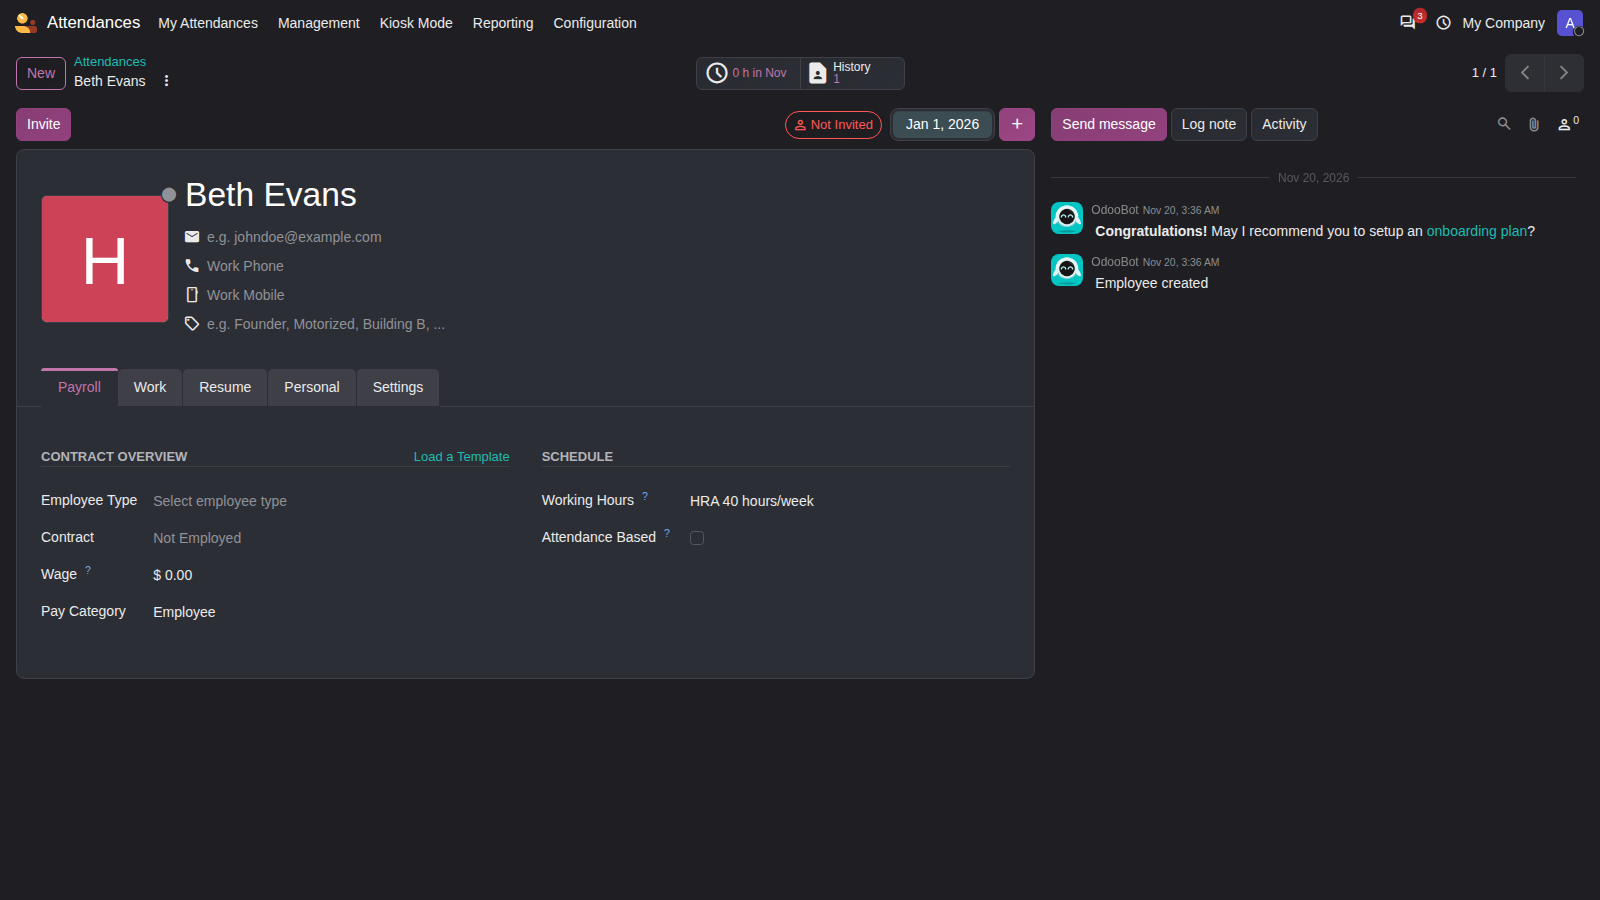 Attendances My Attendances Management Kiosk Mode Reporting Configuration 3 My Company A
New Attendances
Beth Evans
0 h in Nov History
1
1 / 1
Invite Not Invited Jan 1, 2026 + Send message Log note Activity 0
Beth Evans
H
e.g. johndoe@example.com
Work Phone
Work Mobile
e.g. Founder, Motorized, Building B, ...
Payroll Work Resume Personal Settings
CONTRACT OVERVIEW Load a Template SCHEDULE
Employee Type Select employee type Working Hours ? HRA 40 hours/week
Contract Not Employed Attendance Based ?
Wage ? $ 0.00
Pay Category Employee
Nov 20, 2026
OdooBot Nov 20, 3:36 AM
Congratulations! May I recommend you to setup an onboarding plan?
OdooBot Nov 20, 3:36 AM
Employee created